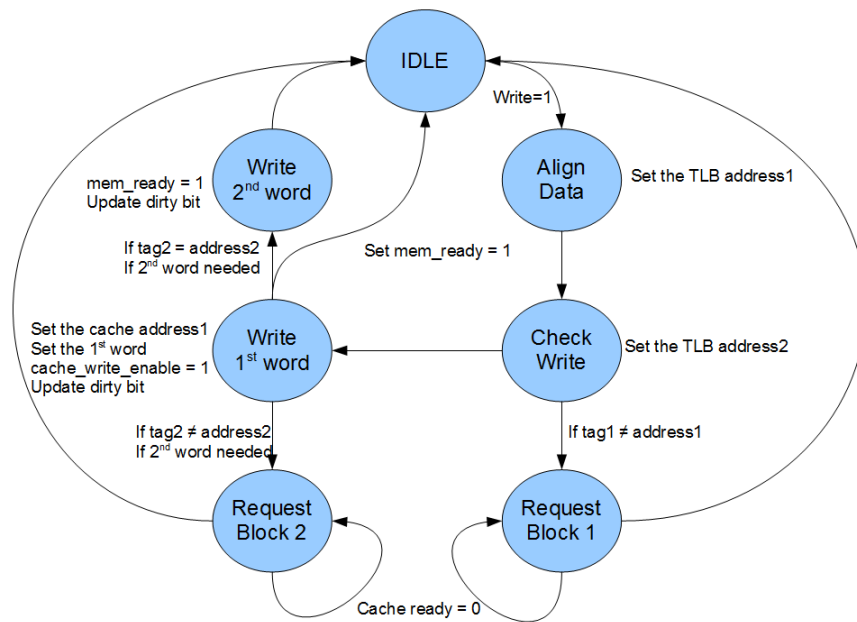 IDLE
Write=1
Write
2nd word
mem_ready = 1
Update dirty bit
Align
Data
Set the TLB address1
If tag2 = address2
If 2nd word needed
Set mem_ready = 1
Set the cache address1
Set the 1st word
cache_write_enable = 1
Update dirty bit
Write
1st word
Check
Write
Set the TLB address2
If tag2 ≠ address2
If 2nd word needed
If tag1 ≠ address1
Request
Block 2
Request
Block 1
Cache ready = 0